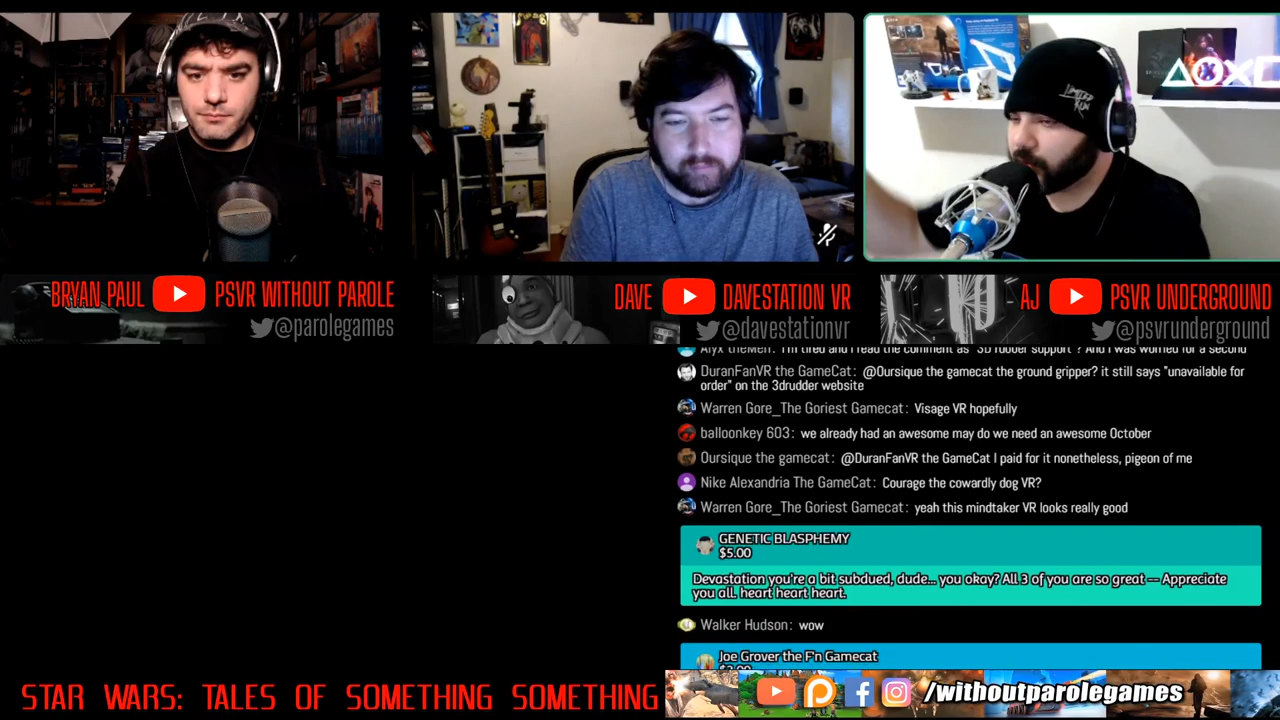 BRYAN PAUL PSVR WITHOUT PAROLE
@parolegames
DAVE DAVESTATION VR
@davestationvr
AJ PSVR UNDERGROUND
@psvrunderground
Alyx theMen: I'm tired and I read the comment as "3D rubber support"? And I was worried for a second
DuranFanVR the GameCat: @Oursique the gamecat the ground gripper? it still says "unavailable for
order" on the 3drudder website
Warren Gore_The Goriest Gamecat: Visage VR hopefully
balloonkey 603: we already had an awesome may do we need an awesome October
Oursique the gamecat: @DuranFanVR the GameCat I paid for it nonetheless, pigeon of me
Nike Alexandria The GameCat: Courage the cowardly dog VR?
Warren Gore_The Goriest Gamecat: yeah this mindtaker VR looks really good
GENETIC BLASPHEMY
$5.00
Devastation you're a bit subdued, dude... you okay? All 3 of you are so great -- Appreciate
you all. heart heart heart.
Walker Hudson: wow
Joe Grover the F'n Gamecat
STAR WARS: TALES OF SOMETHING SOMETHING
/withoutparolegames